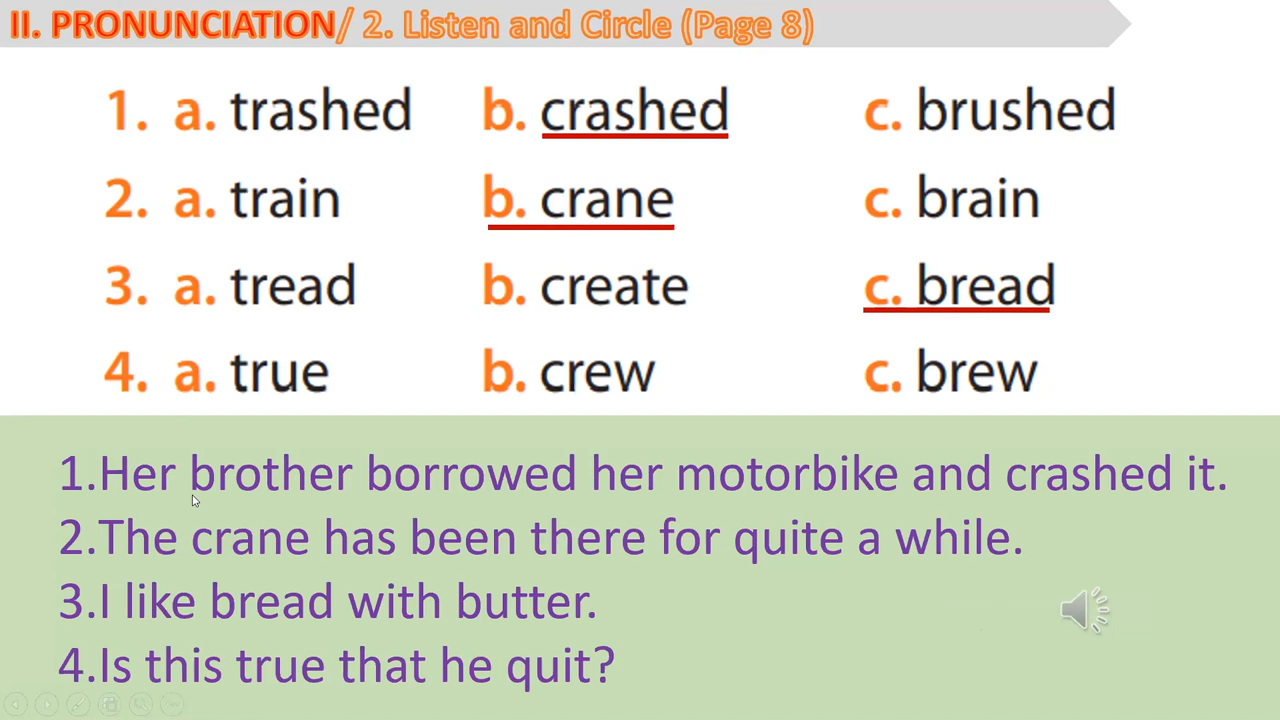 II. PRONUNCIATION/ 2. Listen and Circle (Page 8)
1. a. trashed b. crashed c. brushed
2. a. train b. crane c. brain
3. a. tread b. create c. bread
4. a. true b. crew c. brew
1.Her brother borrowed her motorbike and crashed it.
2.The crane has been there for quite a while.
3.I like bread with butter.
4.Is this true that he quit?